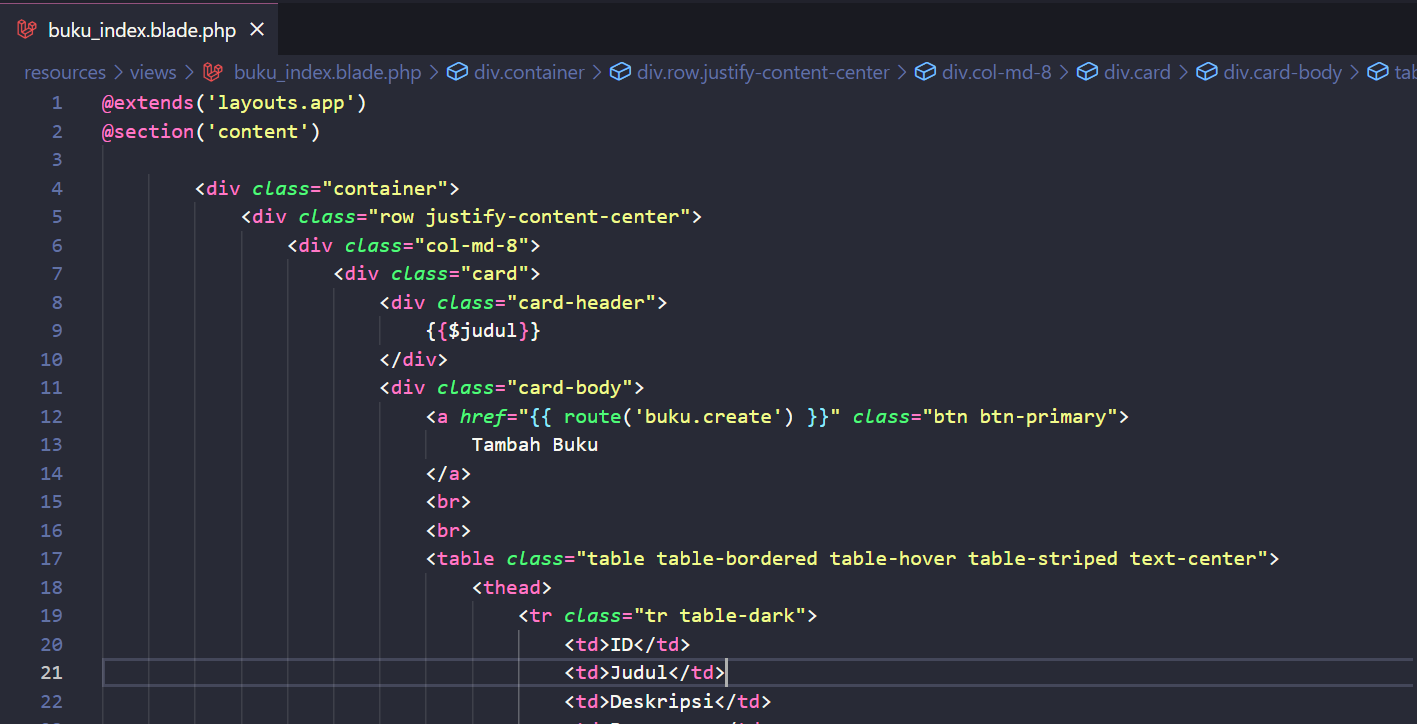 buku_index.blade.php
resources > views > buku_index.blade.php > div.container > div.row.justify-content-center > div.col-md-8 > div.card > div.card-body > tab
1 @extends('layouts.app')
2 @section('content')
3
4 <div class="container">
5 <div class="row justify-content-center">
6 <div class="col-md-8">
7 <div class="card">
8 <div class="card-header">
9 {{$judul}}
10 </div>
11 <div class="card-body">
12 <a href="{{ route('buku.create') }}" class="btn btn-primary">
13 Tambah Buku
14 </a>
15 <br>
16 <br>
17 <table class="table table-bordered table-hover table-striped text-center">
18 <thead>
19 <tr class="tr table-dark">
20 <td>ID</td>
21 <td>Judul</td>
22 <td>Deskripsi</td>